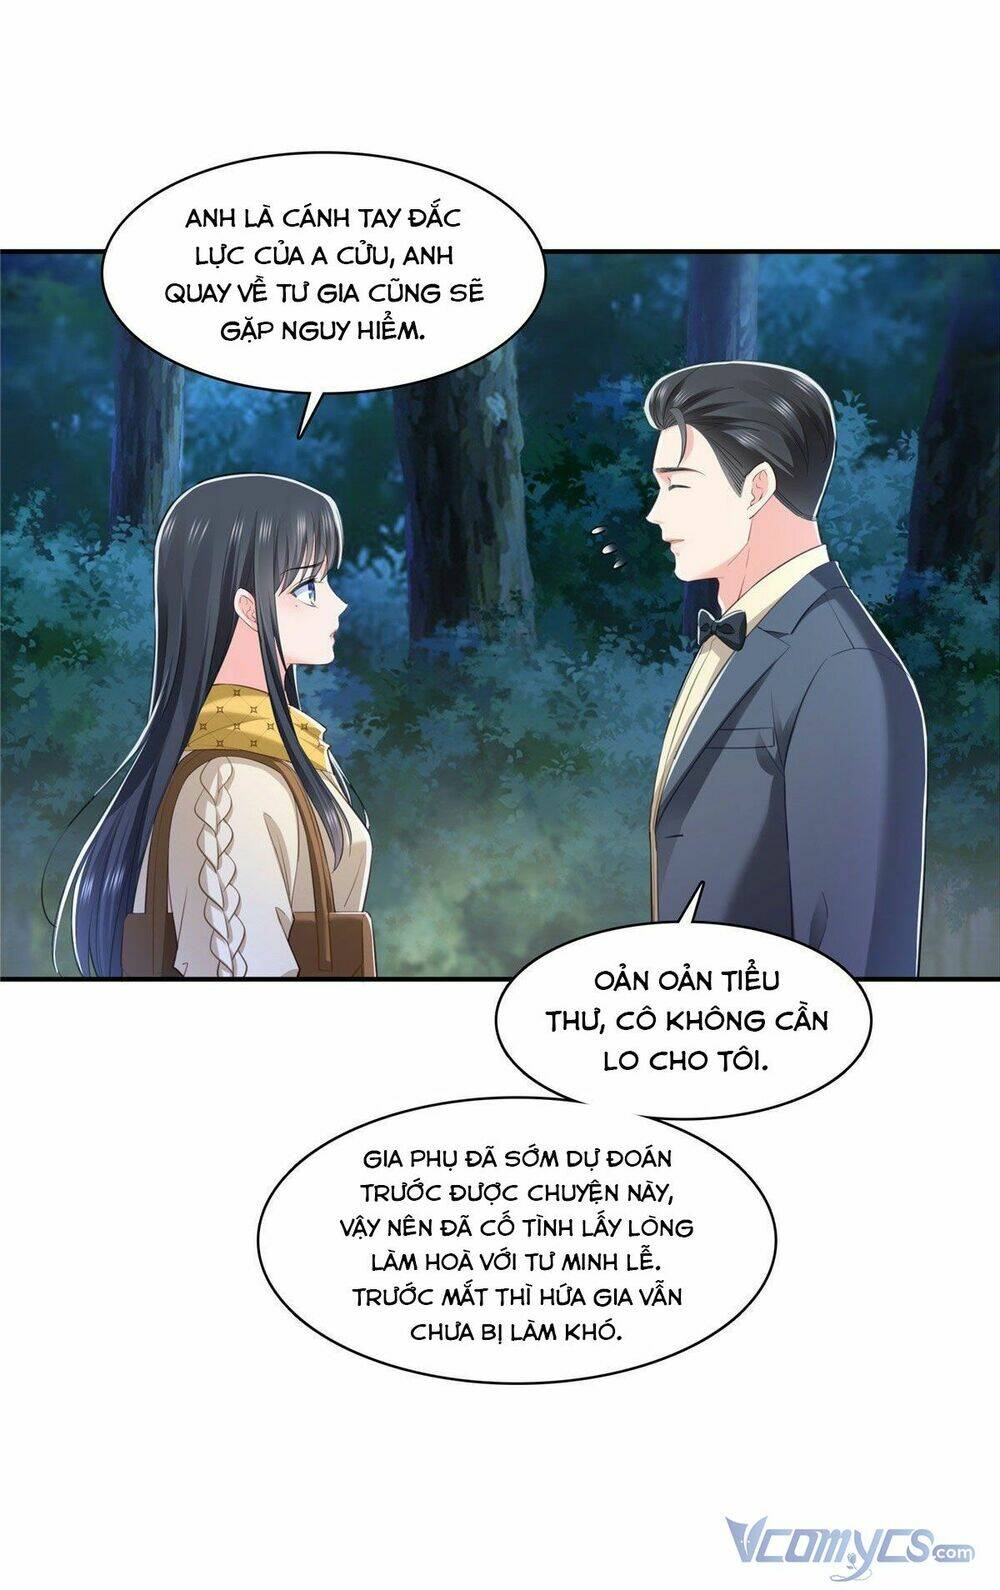 ANH LÀ CÁNH TAY ĐẮC
LỰC CỦA A CỬU, ANH
QUAY VỀ TƯ GIA CŨNG SẼ
GẶP NGUY HIỂM.
OẢN OẢN TIỂU
THƯ, CÔ KHÔNG CẦN
LO CHO TÔI.
GIA PHỤ ĐÃ SỚM DỰ ĐOÁN
TRƯỚC ĐƯỢC CHUYỆN NÀY,
VẬY NÊN ĐÃ CỐ TÌNH LẤY LÒNG
LÀM HOÀ VỚI TƯ MINH LỄ.
TRƯỚC MẮT THÌ HỨA GIA VẪN
CHƯA BỊ LÀM KHÓ.
VCOMYCS.com